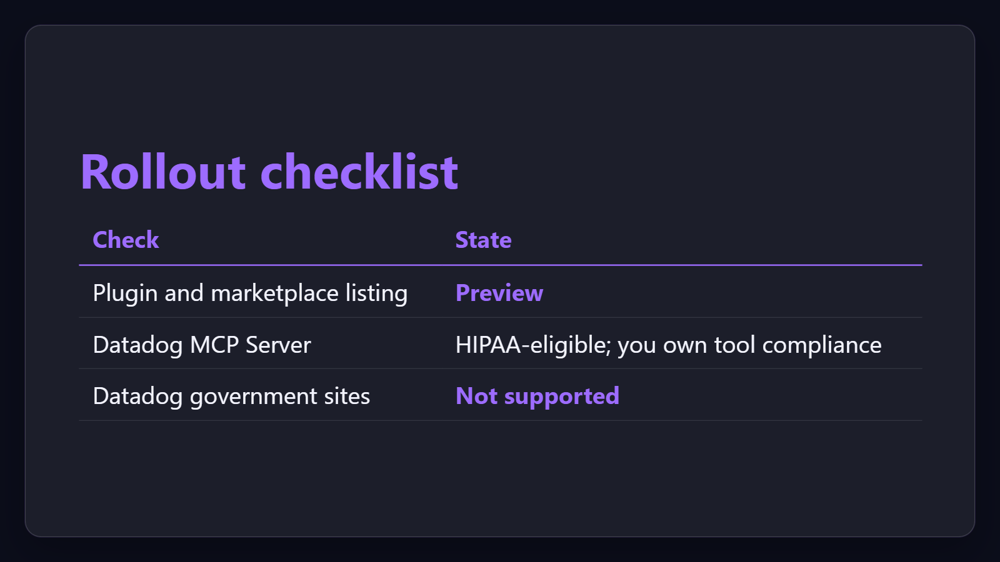 Rollout checklist
Check State
Plugin and marketplace listing Preview
Datadog MCP Server HIPAA-eligible; you own tool compliance
Datadog government sites Not supported